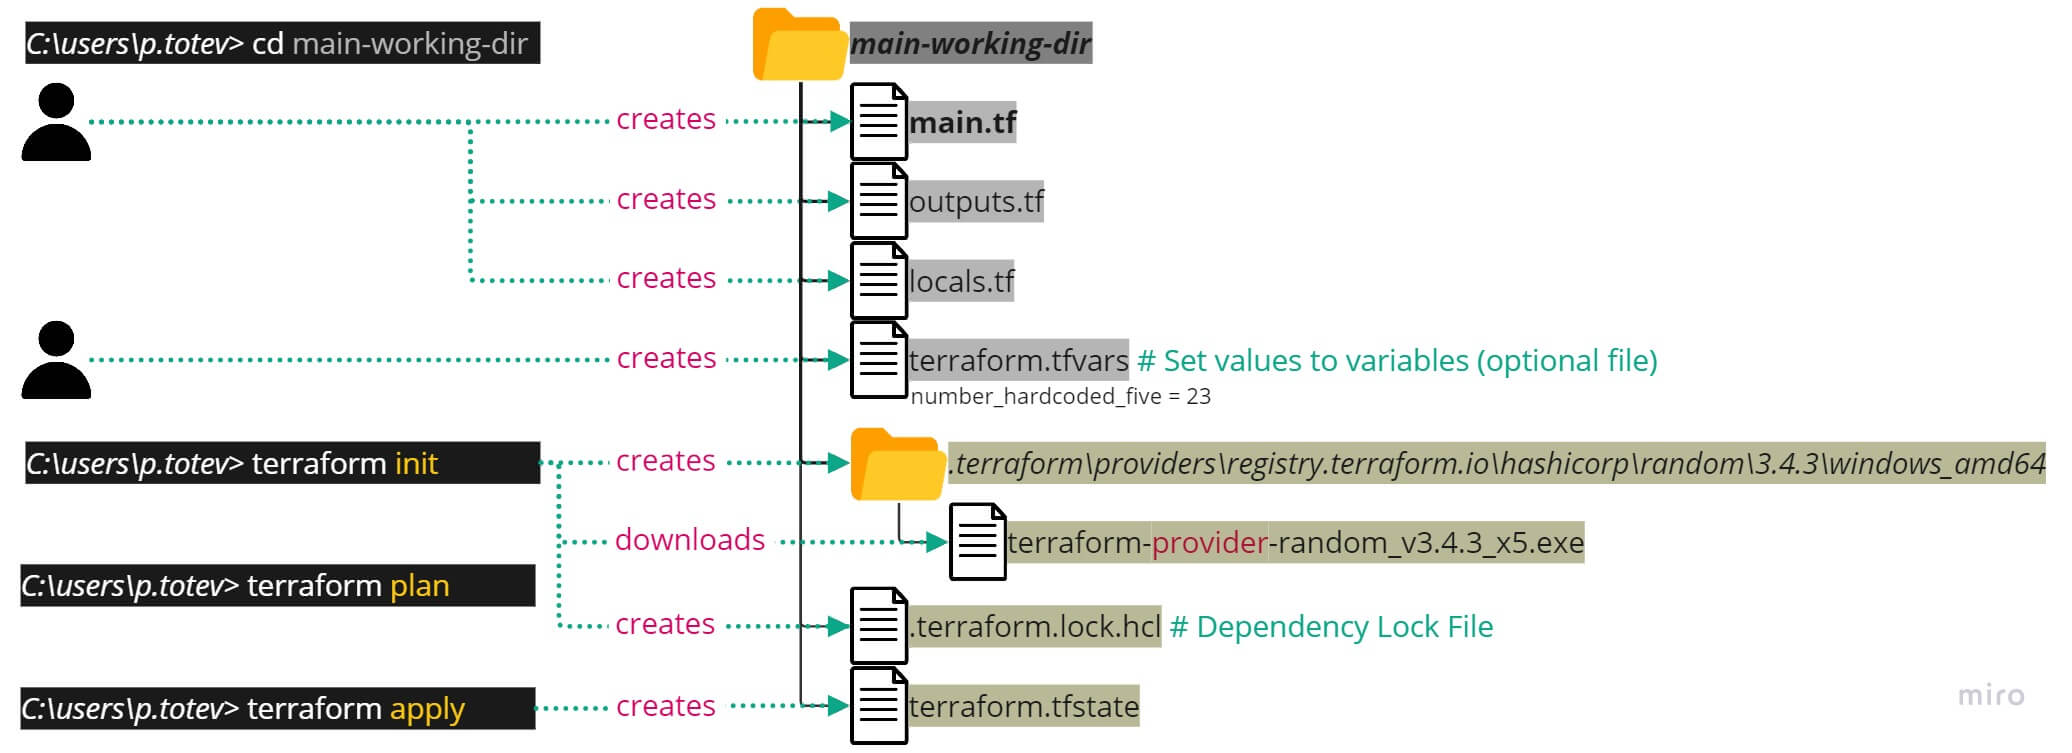 C:\users\p.totev> cd main-working-dir
main-working-dir
creates
main.tf
creates
outputs.tf
creates
locals.tf
creates
terraform.tfvars # Set values to variables (optional file)
number_hardcoded_five = 23
C:\users\p.totev> terraform init
creates
.terraform\providers\registry.terraform.io\hashicorp\random\3.4.3\windows_amd64
downloads
terraform-provider-random_v3.4.3_x5.exe
C:\users\p.totev> terraform plan
creates
.terraform.lock.hcl # Dependency Lock File
C:\users\p.totev> terraform apply
creates
terraform.tfstate
miro